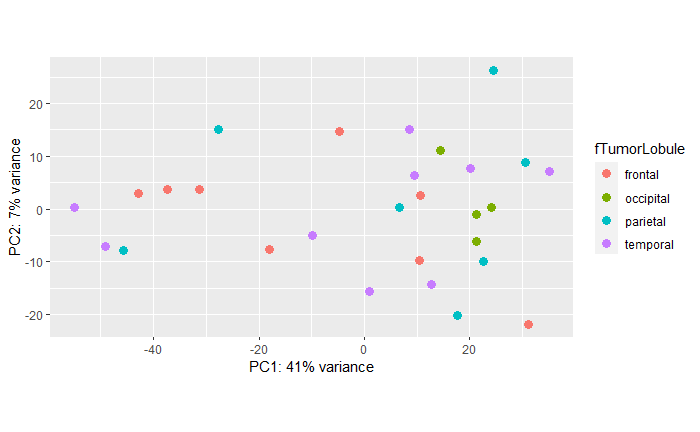 PC2: 7% variance
20
10
0
-10
-20
-40
-20
0
20
PC1: 41% variance
fTumorLobule
frontal
occipital
parietal
temporal